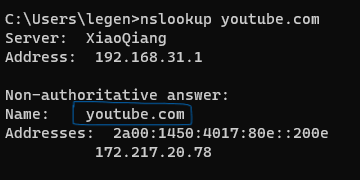 C:\Users\legen>nslookup youtube.com
Server:  XiaoQiang
Address:  192.168.31.1

Non-authoritative answer:
Name:    youtube.com
Addresses:  2a00:1450:4017:80e::200e
          172.217.20.78